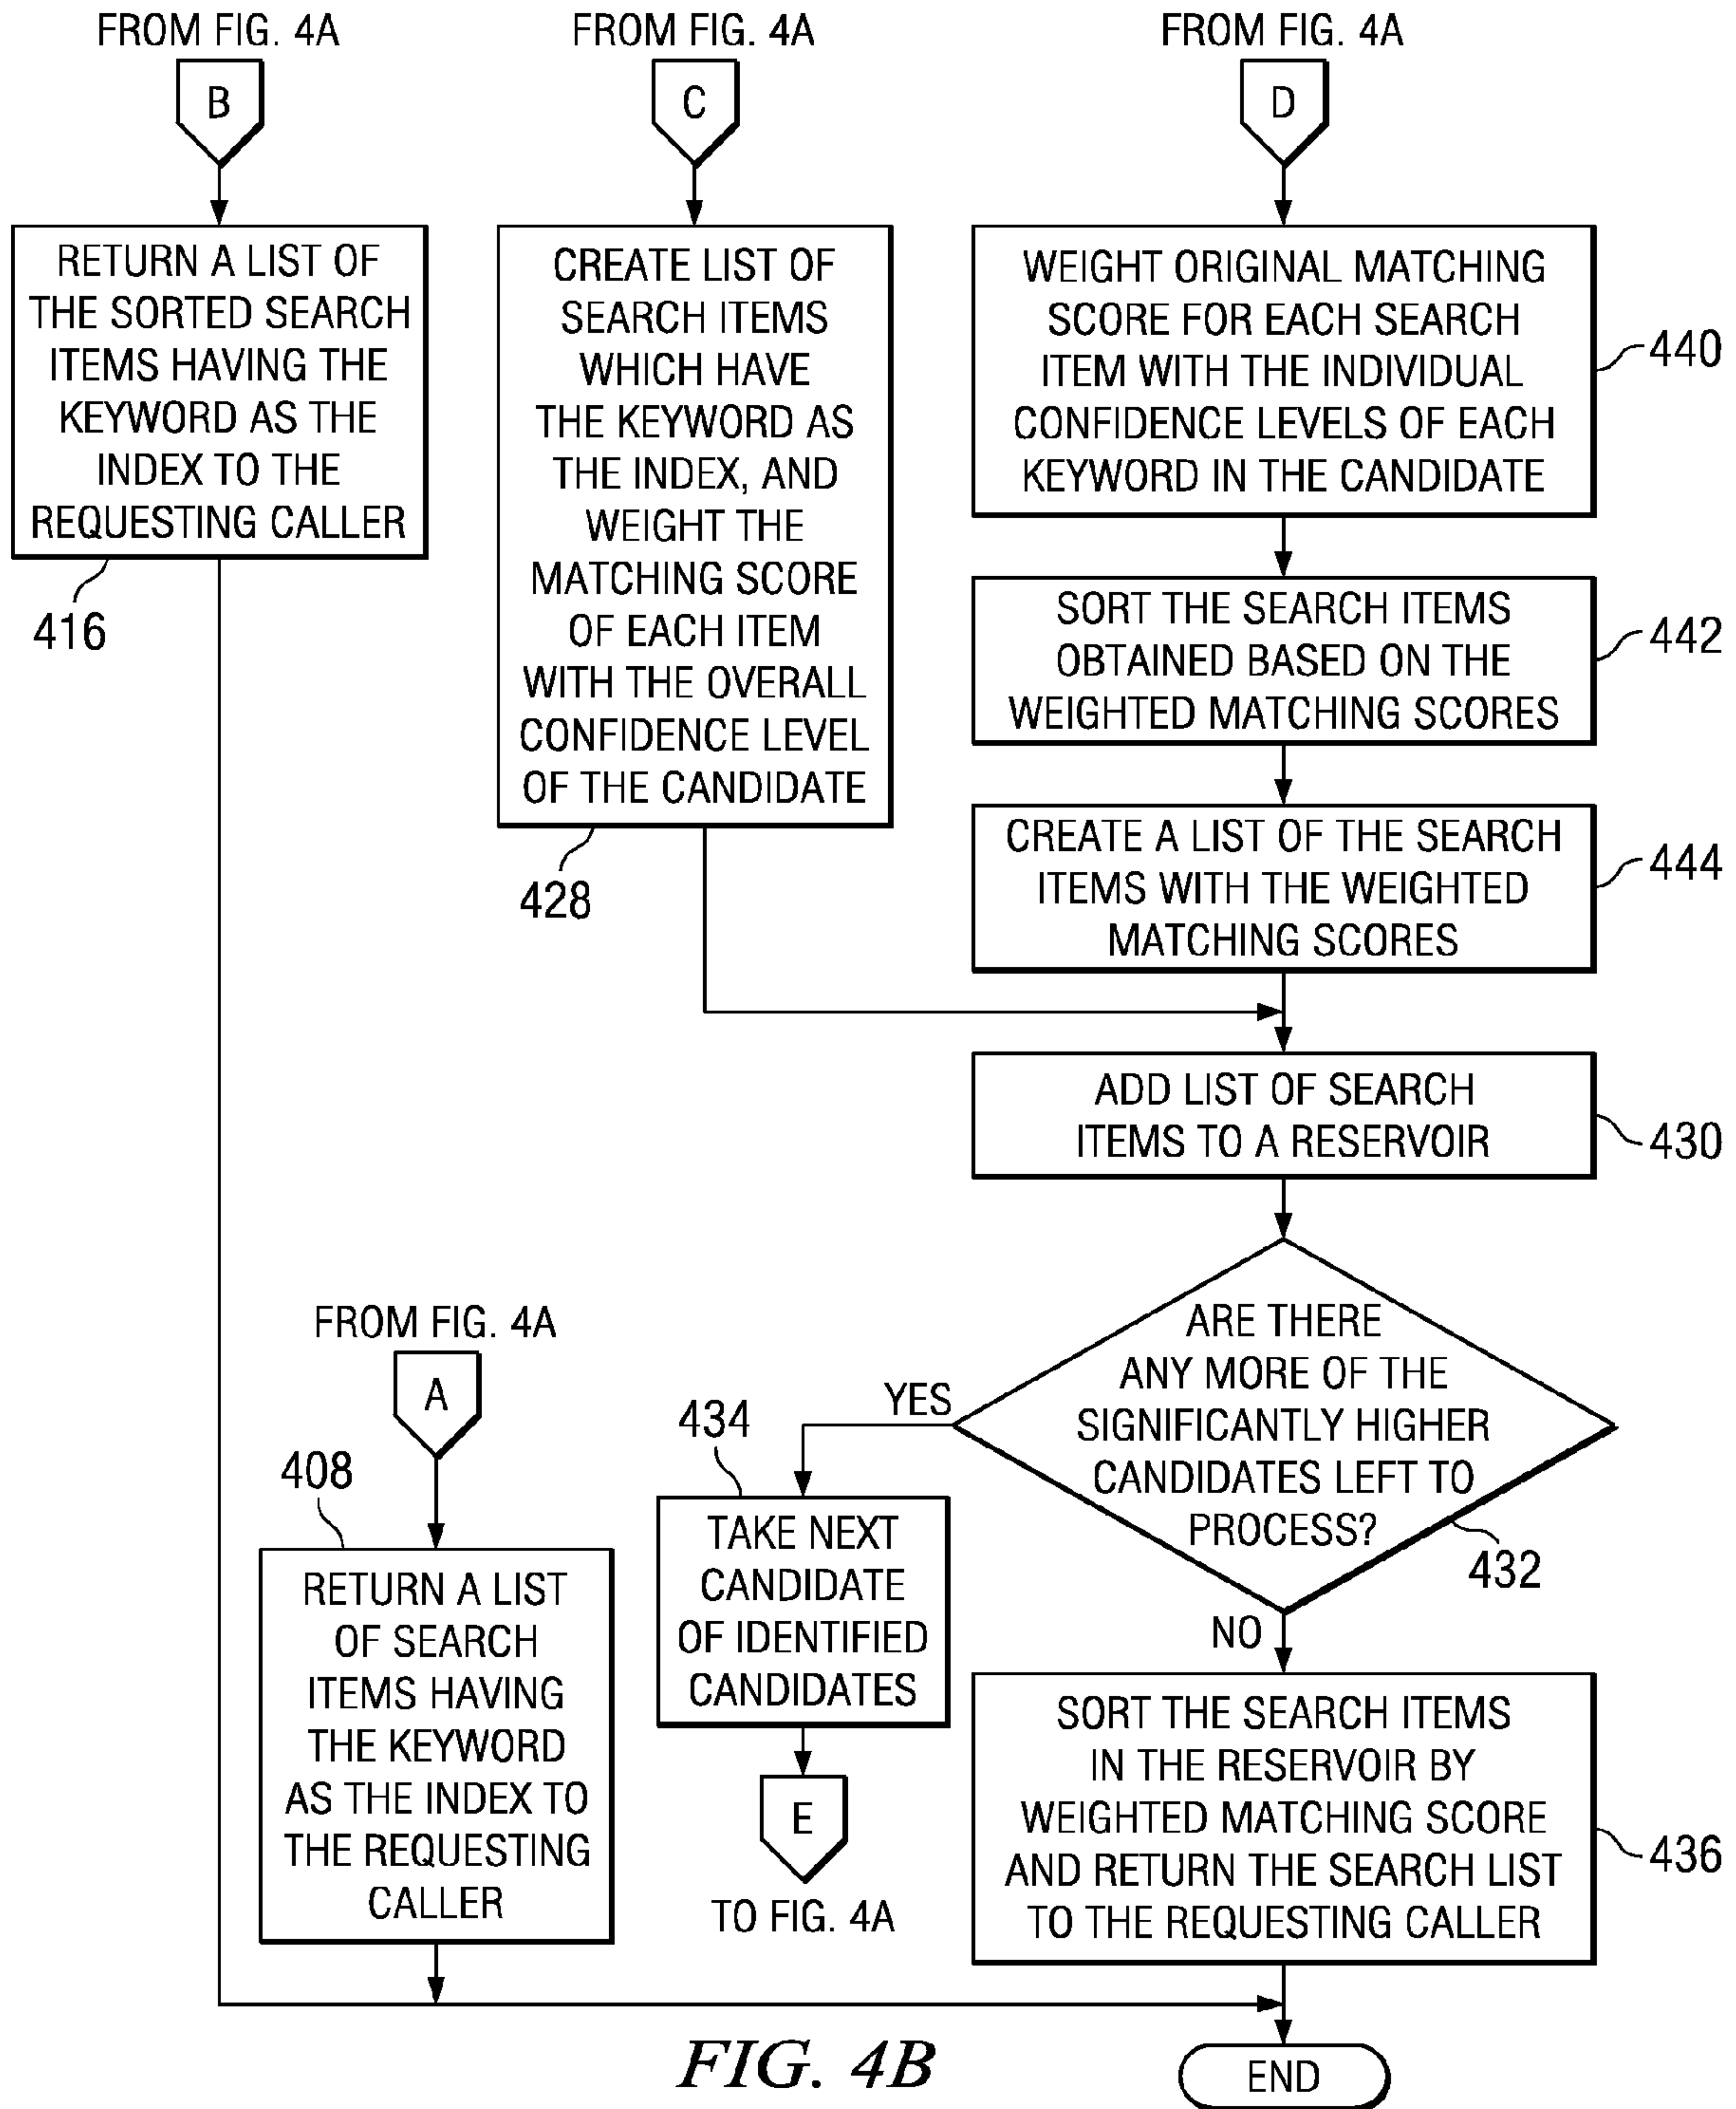 FROM FIG. 4A
B
RETURN A LIST OF
THE SORTED SEARCH
ITEMS HAVING THE
KEYWORD AS THE
INDEX TO THE
REQUESTING CALLER
416
FROM FIG. 4A
C
CREATE LIST OF
SEARCH ITEMS
WHICH HAVE
THE KEYWORD AS
THE INDEX, AND
WEIGHT THE
MATCHING SCORE
OF EACH ITEM
WITH THE OVERALL
CONFIDENCE LEVEL
OF THE CANDIDATE
428
FROM FIG. 4A
D
WEIGHT ORIGINAL MATCHING
SCORE FOR EACH SEARCH
ITEM WITH THE INDIVIDUAL
CONFIDENCE LEVELS OF EACH
KEYWORD IN THE CANDIDATE
440
SORT THE SEARCH ITEMS
OBTAINED BASED ON THE
WEIGHTED MATCHING SCORES
442
CREATE A LIST OF THE SEARCH
ITEMS WITH THE WEIGHTED
MATCHING SCORES
444
ADD LIST OF SEARCH
ITEMS TO A RESERVOIR
430
ARE THERE
ANY MORE OF THE
SIGNIFICANTLY HIGHER
CANDIDATES LEFT TO
PROCESS?
432
YES
NO
434
TAKE NEXT
CANDIDATE
OF IDENTIFIED
CANDIDATES
E
TO FIG. 4A
FROM FIG. 4A
A
408
RETURN A LIST
OF SEARCH
ITEMS HAVING
THE KEYWORD
AS THE INDEX TO
THE REQUESTING
CALLER
SORT THE SEARCH ITEMS
IN THE RESERVOIR BY
WEIGHTED MATCHING SCORE
AND RETURN THE SEARCH LIST
TO THE REQUESTING CALLER
436
END
FIG. 4B